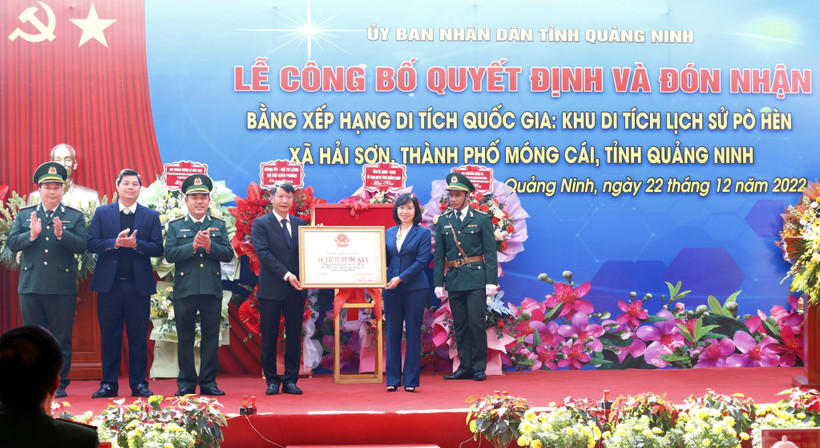 ỦY BAN NHÂN DÂN TỈNH QUẢNG NINH
LỄ CÔNG BỐ QUYẾT ĐỊNH VÀ ĐÓN NHẬN
BẰNG XẾP HẠNG DI TÍCH QUỐC GIA: KHU DI TÍCH LỊCH SỬ PÒ HÈN
XÃ HẢI SƠN, THÀNH PHỐ MÓNG CÁI, TỈNH QUẢNG NINH
Quảng Ninh, ngày 22 tháng 12 năm 2022
DI TÍCH QUỐC GIA